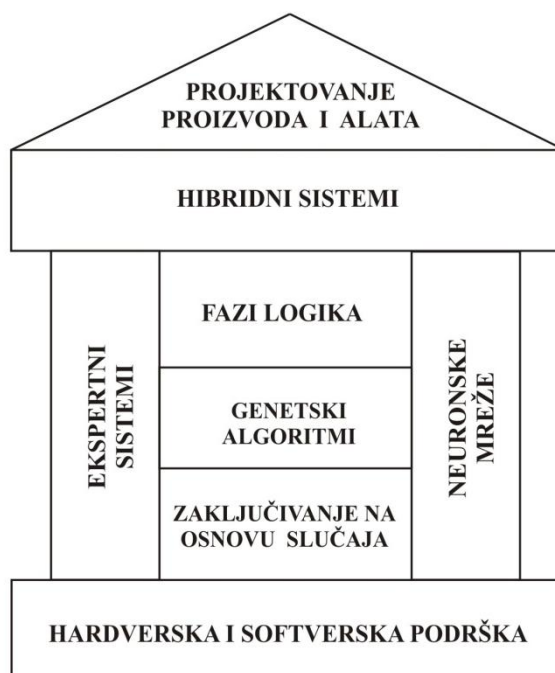 PROJEKTOVANJE
PROIZVODA I ALATA
HIBRIDNI SISTEMI
EKSPERTNI
SISTEMI
FAZI LOGIKA
GENETSKI
ALGORITMI
ZAKLJUČIVANJE NA
OSNOVU SLUČAJA
NEURONSKE
MREŽE
HARDVERSKA I SOFTVERSKA PODRŠKA